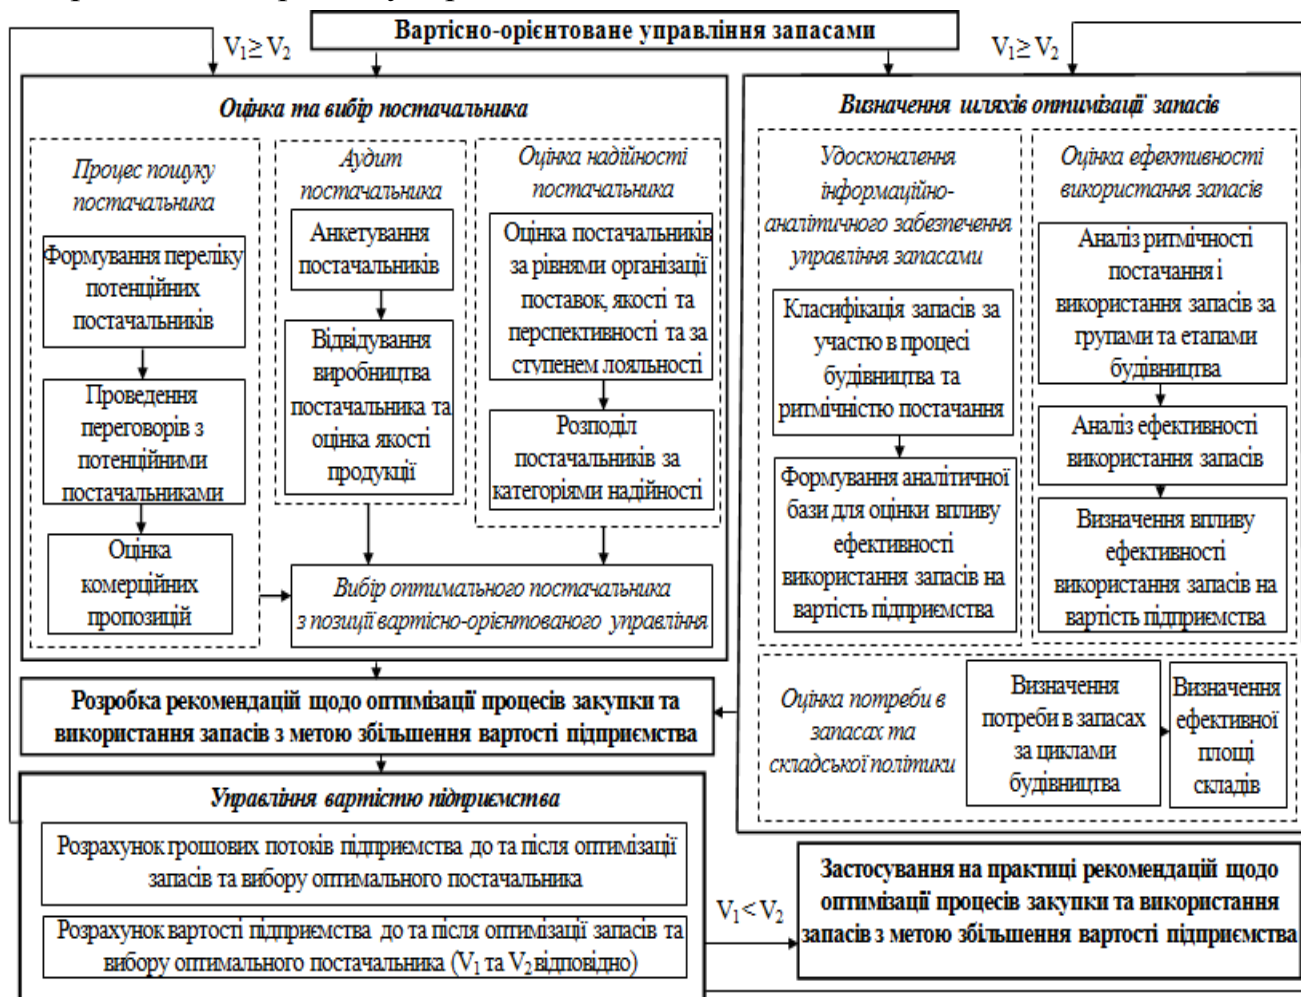 Вартісно-орієнтоване управління запасами
V₁≥ V₂
V₁≥ V₂
Оцінка та вибір постачальника
Процес пошуку
постачальника
Формування переліку
потенційних
постачальників
Проведення
переговорів з
потенційними
постачальниками
Оцінка
комерційних
пропозицій
Аудит
постачальника
Анкетування
постачальників
Відвідування
виробництва
постачальника та
оцінка якості
продукції
Оцінка надійності
постачальника
Оцінка постачальників
за рівнями організації
поставок, якості та
перспективності та за
ступенем лояльності
Розподіл
постачальників за
категоріями надійності
Вибір оптимального постачальника
з позиції вартісно-орієнтованого управління
Визначення шляхів оптимізації запасів
Удосконалення
інформаційно-
аналітичного забезпечення
управління запасами
Класифікація запасів за
участю в процесі
будівництва та
ритмічністю постачання
Формування аналітичної
бази для оцінки впливу
ефективності
використання запасів на
вартість підприємства
Оцінка ефективності
використання запасів
Аналіз ритмічності
постачання і
використання запасів за
групами та етапами
будівництва
Аналіз ефективності
використання запасів
Визначення впливу
ефективності
використання запасів на
вартість підприємства
Оцінка потреби в
запасах та
складської політики
Визначення
потреби в запасах
за циклами
будівництва
Визначення
ефективної
площі
складів
Розробка рекомендацій щодо оптимізації процесів закупки та
використання запасів з метою збільшення вартості підприємства
Управління вартістю підприємства
Розрахунок грошових потоків підприємства до та після оптимізації
запасів та вибору оптимального постачальника
Розрахунок вартості підприємства до та після оптимізації запасів та
вибору оптимального постачальника (V₁ та V₂ відповідно)
V₁< V₂
Застосування на практиці рекомендацій щодо
оптимізації процесів закупки та використання
запасів з метою збільшення вартості підприємства